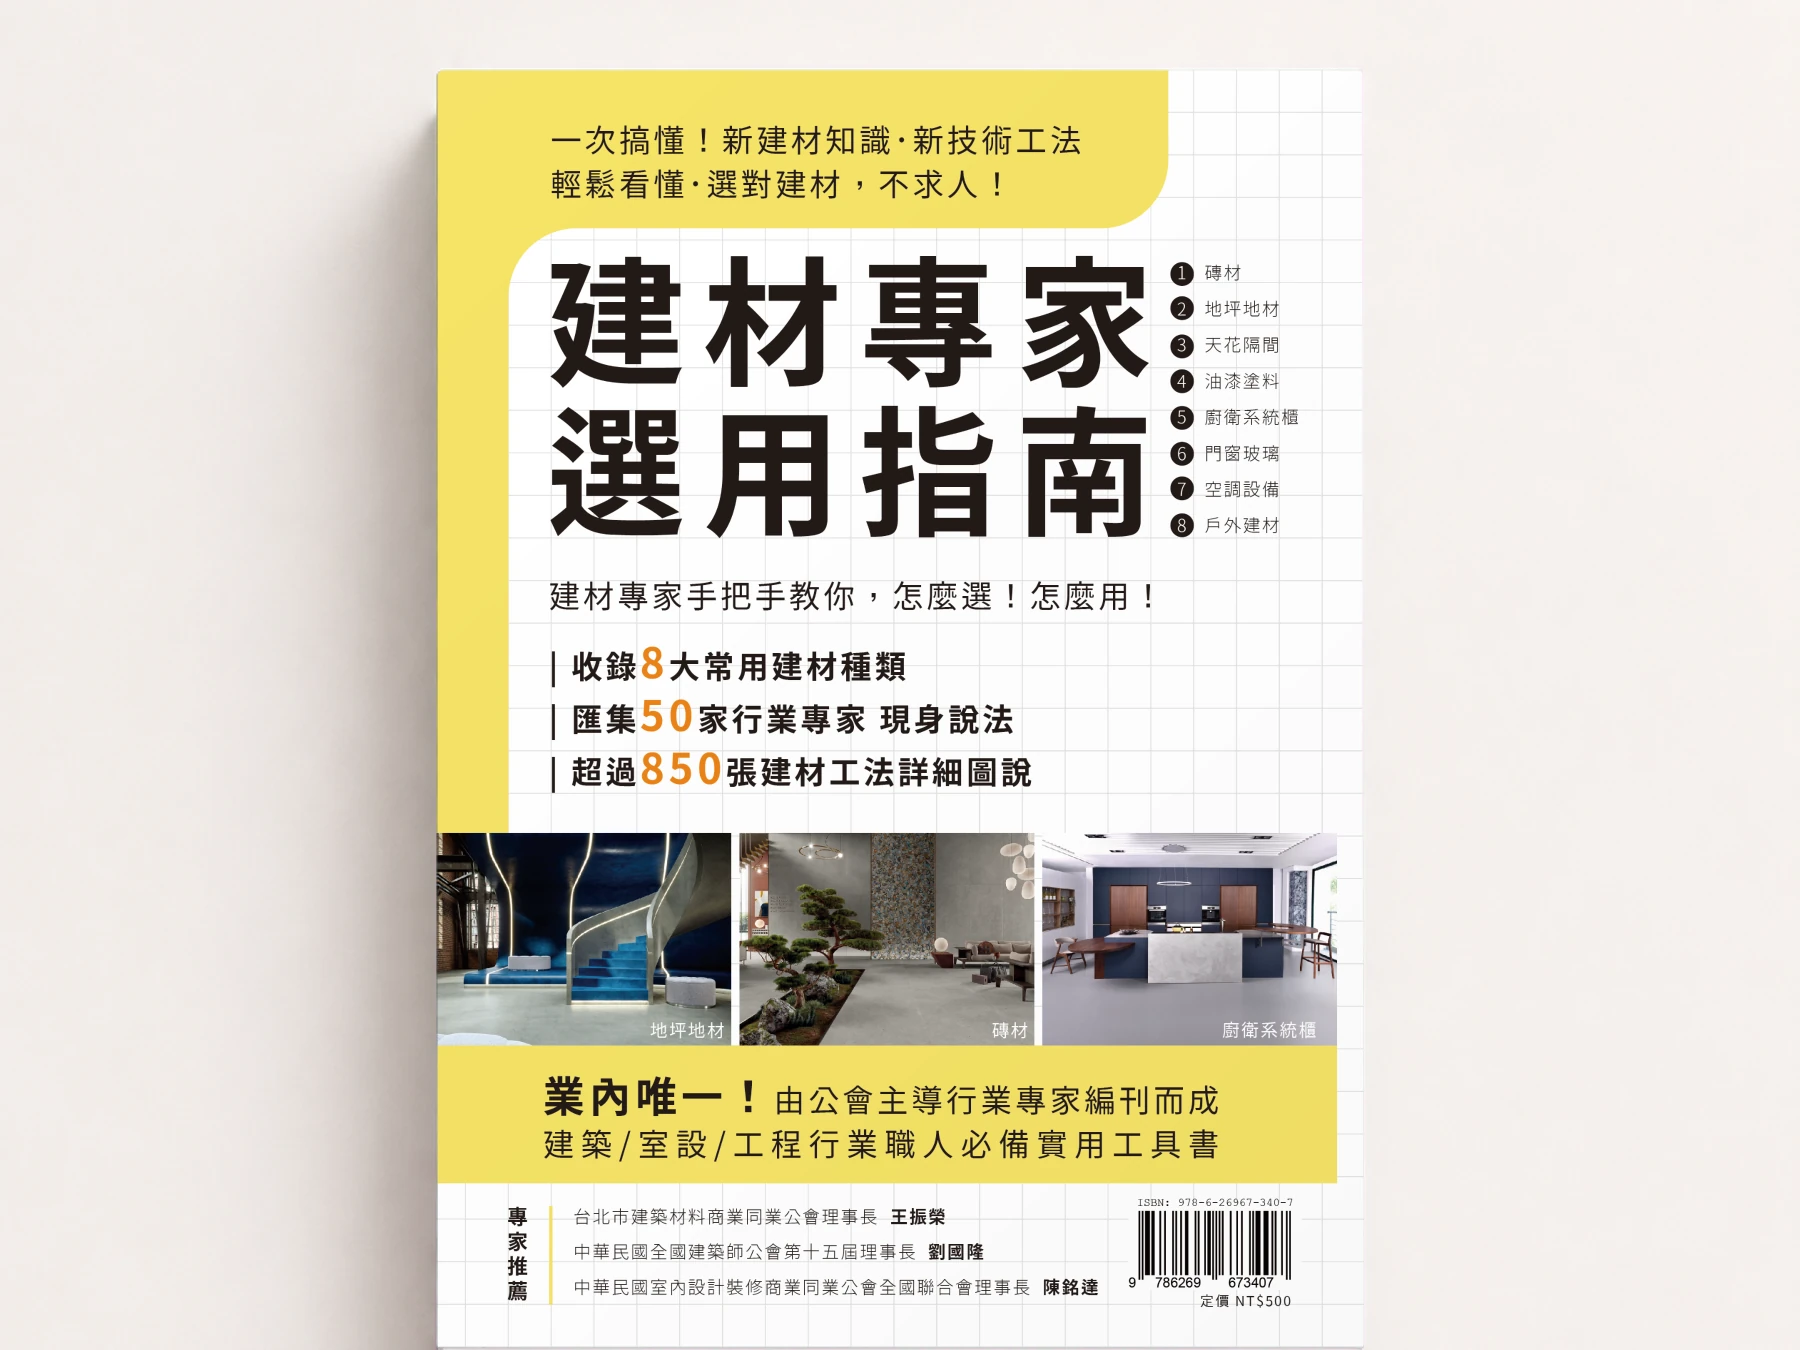 一次搞懂！新建材知識·新技術工法
輕鬆看懂·選對建材，不求人！
建材專家
選用指南
1 磚材
2 地坪地材
3 天花隔間
4 油漆塗料
5 廚衛系統櫃
6 門窗玻璃
7 空調設備
8 戶外建材
建材專家手把手教你，怎麼選！怎麼用！
| 收錄8大常用建材種類
| 匯集50家行業專家 現身說法
| 超過850張建材工法詳細圖說
地坪地材
磚材
廚衛系統櫃
業內唯一！由公會主導行業專家編刊而成
建築/室設/工程行業職人必備實用工具書
專家推薦
台北市建築材料商業同業公會理事長 王振榮
中華民國全國建築師公會第十五屆理事長 劉國隆
中華民國室內設計裝修商業同業公會全國聯合會理事長 陳銘達
ISBN: 978-6-26967-340-7
9 786269 673407
定價 NT$500